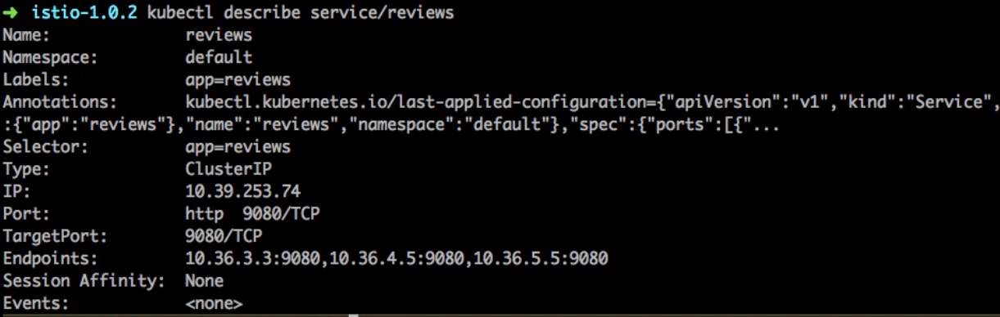 ➜ istio-1.0.2 kubectl describe service/reviews
Name: reviews
Namespace: default
Labels: app=reviews
Annotations: kubectl.kubernetes.io/last-applied-configuration={"apiVersion":"v1","kind":"Service",
:{"app":"reviews"},"name":"reviews","namespace":"default"},"spec":{"ports":[{"...
Selector: app=reviews
Type: ClusterIP
IP: 10.39.253.74
Port: http 9080/TCP
TargetPort: 9080/TCP
Endpoints: 10.36.3.3:9080,10.36.4.5:9080,10.36.5.5:9080
Session Affinity: None
Events: <none>